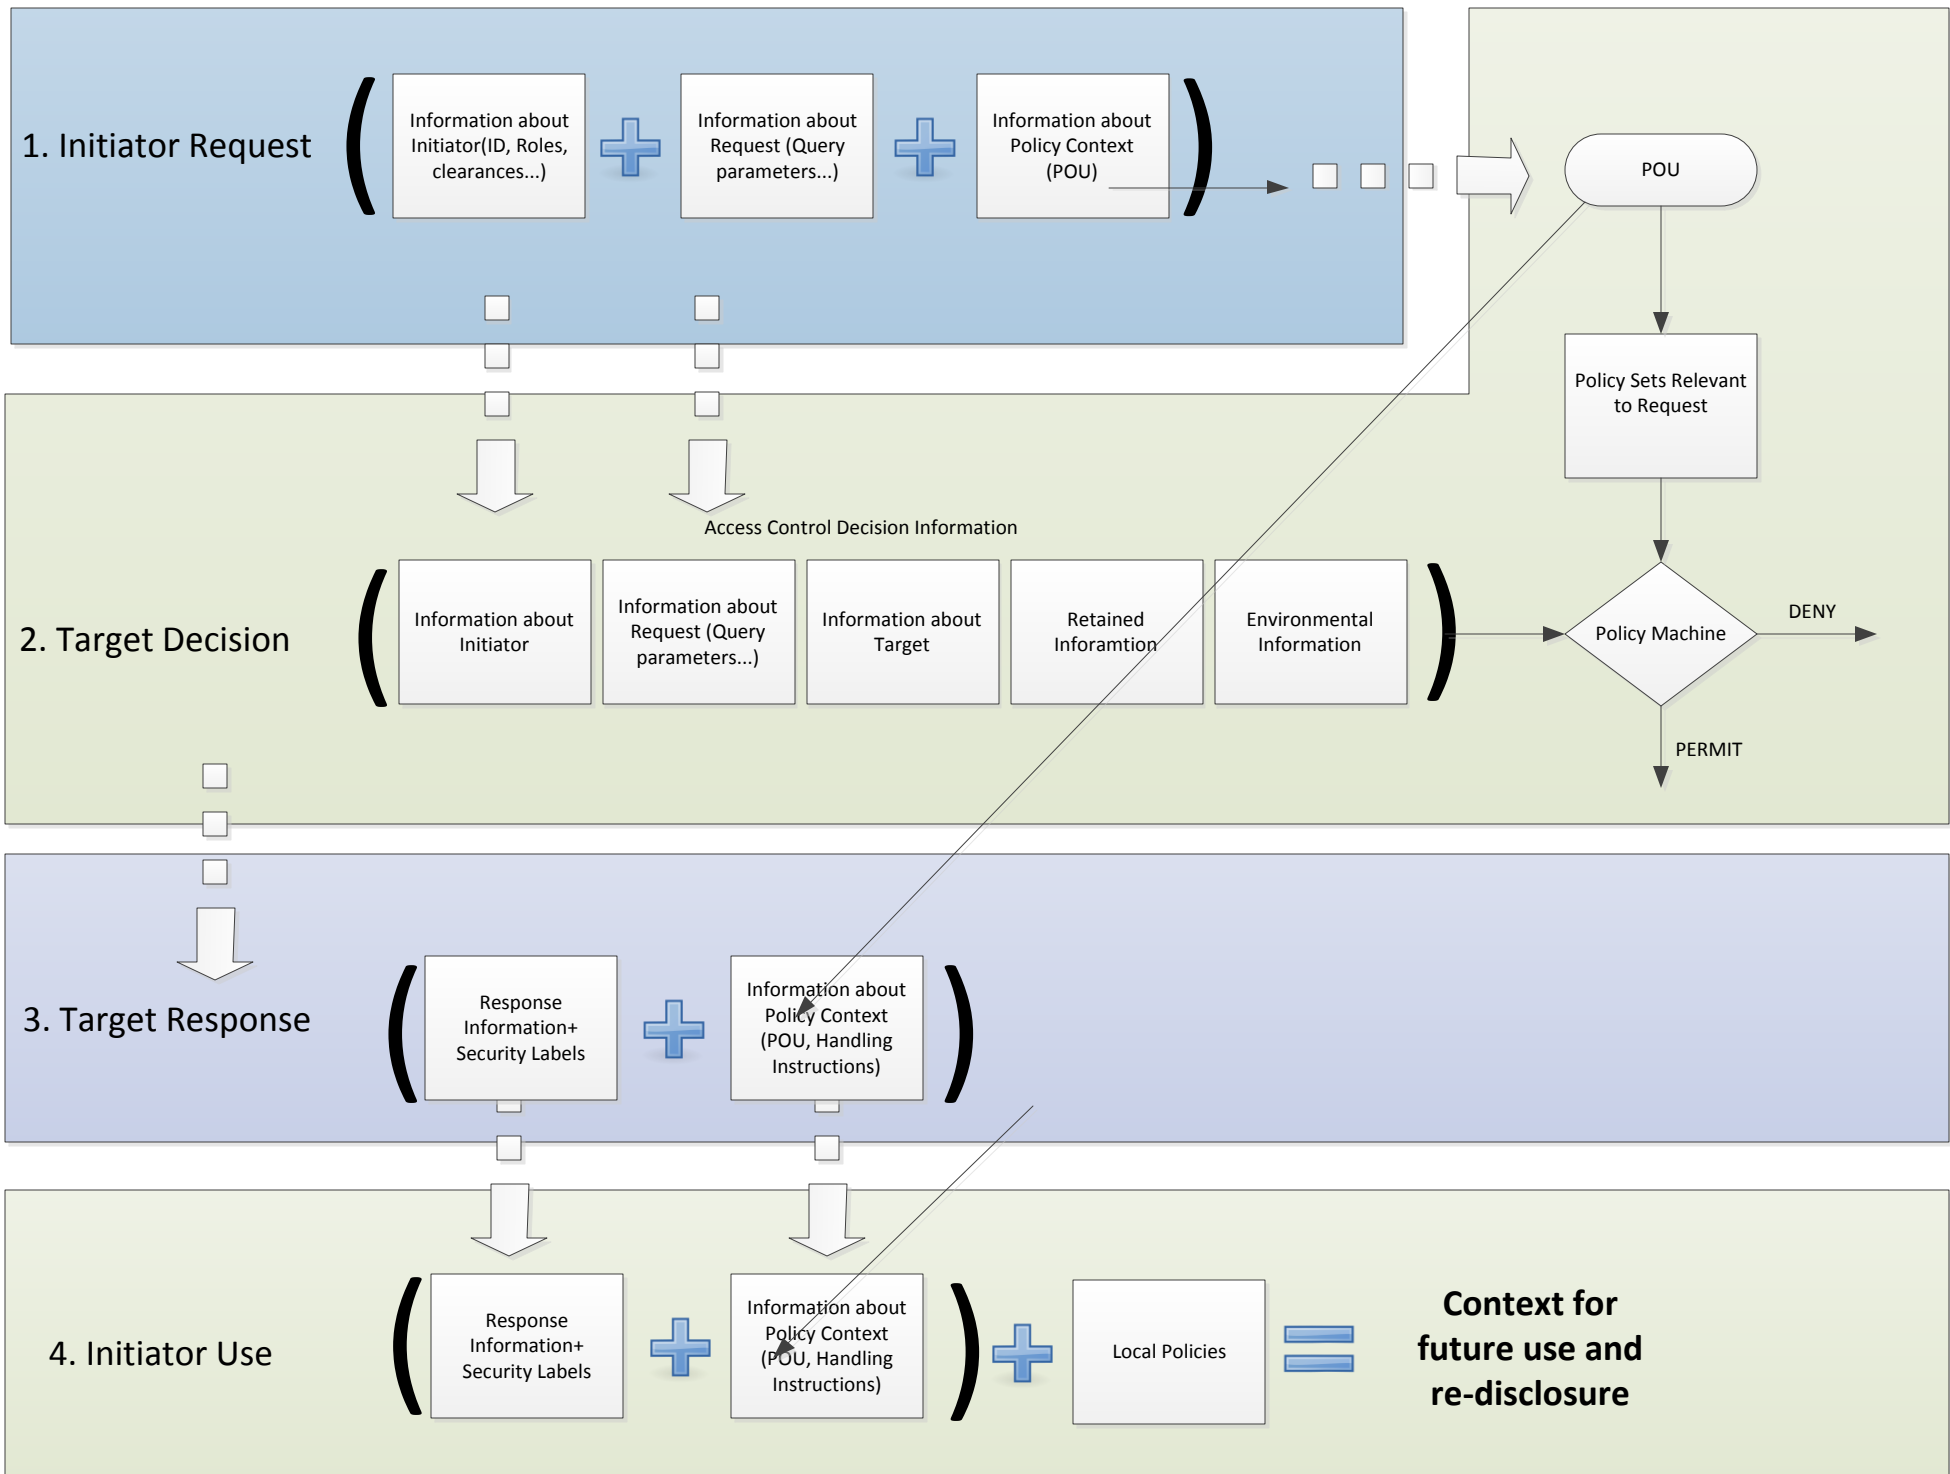 1. Initiator Request
Information about
Initiator(ID, Roles,
clearances...)
Information about
Request (Query
parameters...)
Information about
Policy Context
(POU)
POU
Policy Sets Relevant
to Request
Access Control Decision Information
2. Target Decision
Information about
Initiator
Information about
Request (Query
parameters...)
Information about
Target
Retained
Inforamtion
Environmental
Information
Policy Machine
DENY
PERMIT
3. Target Response
Response
Information+
Security Labels
Information about
Policy Context
(POU, Handling
Instructions)
4. Initiator Use
Response
Information+
Security Labels
Information about
Policy Context
(POU, Handling
Instructions)
Local Policies
Context for
future use and
re-disclosure